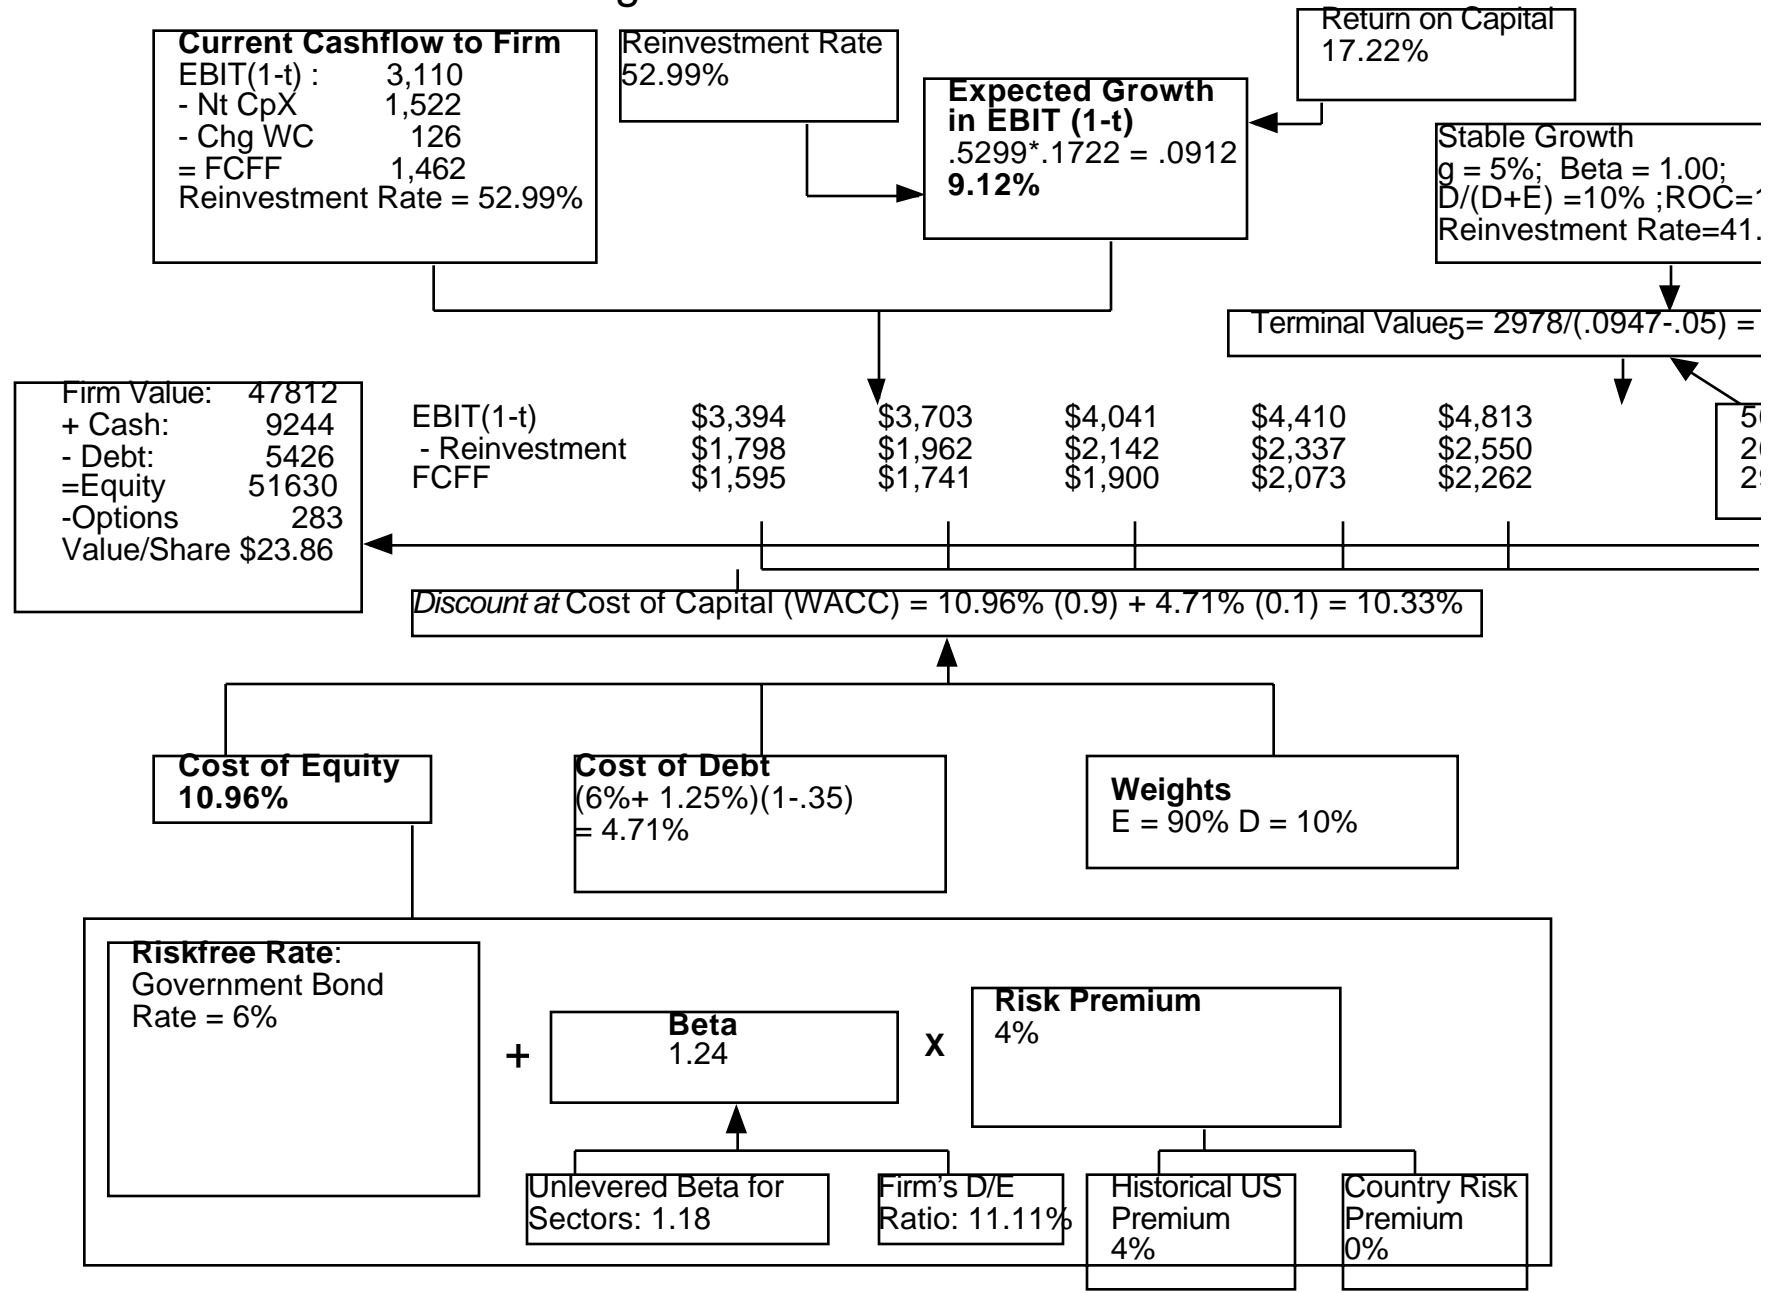 Current Cashflow to Firm
EBIT(1-t) : 3,110
- Nt CpX 1,522
- Chg WC 126
= FCFF 1,462
Reinvestment Rate = 52.99%
Reinvestment Rate
52.99%
Expected Growth
in EBIT (1-t)
.5299*.1722 = .0912
9.12%
Return on Capital
17.22%
Stable Growth
g = 5%; Beta = 1.00;
D/(D+E) =10% ;ROC=1
Reinvestment Rate=41.
Terminal Value5= 2978/(.0947-.05) =
Firm Value: 47812
+ Cash: 9244
- Debt: 5426
=Equity 51630
-Options 283
Value/Share $23.86
EBIT(1-t) $3,394 $3,703 $4,041 $4,410 $4,813
- Reinvestment $1,798 $1,962 $2,142 $2,337 $2,550
FCFF $1,595 $1,741 $1,900 $2,073 $2,262
Discount at Cost of Capital (WACC) = 10.96% (0.9) + 4.71% (0.1) = 10.33%
Cost of Equity
10.96%
Cost of Debt
(6%+ 1.25%)(1-.35)
= 4.71%
Weights
E = 90% D = 10%
Riskfree Rate:
Government Bond
Rate = 6%
+
Beta
1.24
X
Risk Premium
4%
Unlevered Beta for
Sectors: 1.18
Firm's D/E
Ratio: 11.11%
Historical US
Premium
4%
Country Risk
Premium
0%